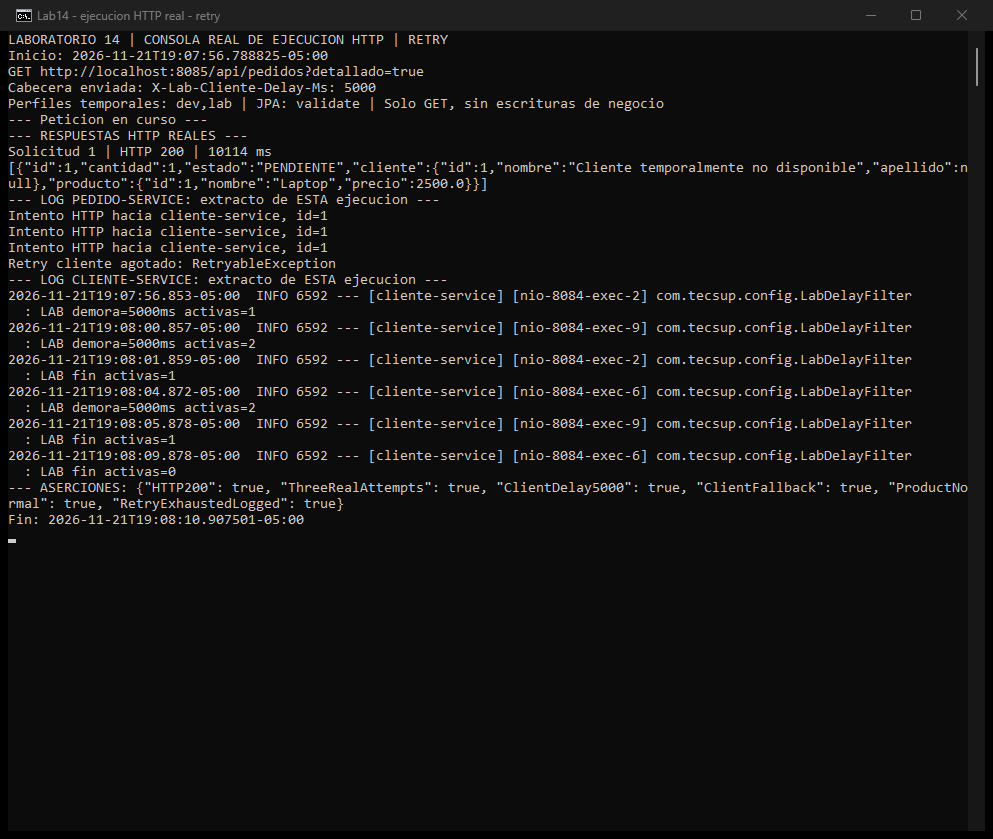 Lab14 - ejecucion HTTP real - retry
LABORATORIO 14 | CONSOLA REAL DE EJECUCION HTTP | RETRY
Inicio: 2026-11-21T19:07:56.788825-05:00
GET http://localhost:8085/api/pedidos?detallado=true
Cabecera enviada: X-Lab-Cliente-Delay-Ms: 5000
Perfiles temporales: dev,lab | JPA: validate | Solo GET, sin escrituras de negocio
--- Peticion en curso ---
--- RESPUESTAS HTTP REALES ---
Solicitud 1 | HTTP 200 | 10114 ms
[{"id":1,"cantidad":1,"estado":"PENDIENTE","cliente":{"id":1,"nombre":"Cliente temporalmente no disponible","apellido":n
ull},"producto":{"id":1,"nombre":"Laptop","precio":2500.0}}]
--- LOG PEDIDO-SERVICE: extracto de ESTA ejecucion ---
Intento HTTP hacia cliente-service, id=1
Intento HTTP hacia cliente-service, id=1
Intento HTTP hacia cliente-service, id=1
Retry cliente agotado: RetryableException
--- LOG CLIENTE-SERVICE: extracto de ESTA ejecucion ---
2026-11-21T19:07:56.853-05:00  INFO 6592 --- [cliente-service] [nio-8084-exec-2] com.tecsup.config.LabDelayFilter
  : LAB demora=5000ms activas=1
2026-11-21T19:08:00.857-05:00  INFO 6592 --- [cliente-service] [nio-8084-exec-9] com.tecsup.config.LabDelayFilter
  : LAB demora=5000ms activas=2
2026-11-21T19:08:01.859-05:00  INFO 6592 --- [cliente-service] [nio-8084-exec-2] com.tecsup.config.LabDelayFilter
  : LAB fin activas=1
2026-11-21T19:08:04.872-05:00  INFO 6592 --- [cliente-service] [nio-8084-exec-6] com.tecsup.config.LabDelayFilter
  : LAB demora=5000ms activas=2
2026-11-21T19:08:05.878-05:00  INFO 6592 --- [cliente-service] [nio-8084-exec-9] com.tecsup.config.LabDelayFilter
  : LAB fin activas=1
2026-11-21T19:08:09.878-05:00  INFO 6592 --- [cliente-service] [nio-8084-exec-6] com.tecsup.config.LabDelayFilter
  : LAB fin activas=0
--- ASERCIONES: {"HTTP200": true, "ThreeRealAttempts": true, "ClientDelay5000": true, "ClientFallback": true, "ProductNo
rmal": true, "RetryExhaustedLogged": true}
Fin: 2026-11-21T19:08:10.907501-05:00